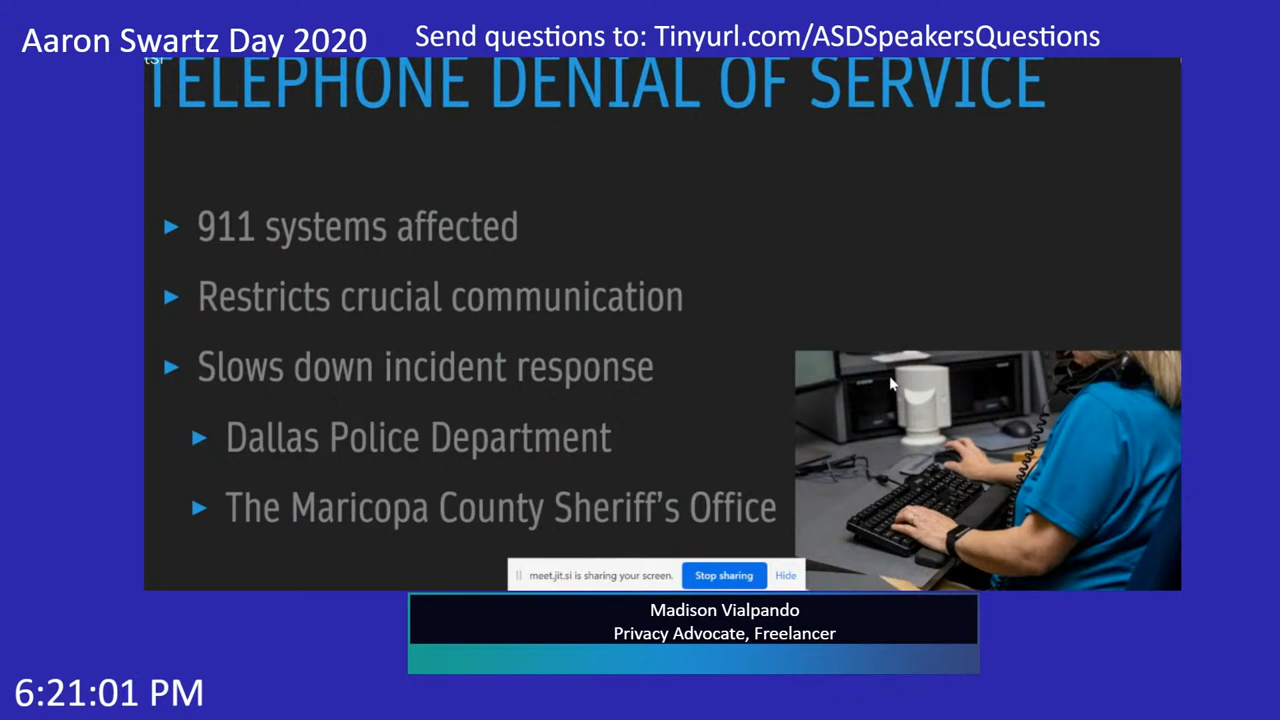 Aaron Swartz Day 2020
Send questions to: Tinyurl.com/ASDSpeakersQuestions
TELEPHONE DENIAL OF SERVICE
911 systems affected
Restricts crucial communication
Slows down incident response
Dallas Police Department
The Maricopa County Sheriff's Office
meet.jit.si is sharing your screen.
Stop sharing
Hide
Madison Vialpando
Privacy Advocate, Freelancer
6:21:01 PM